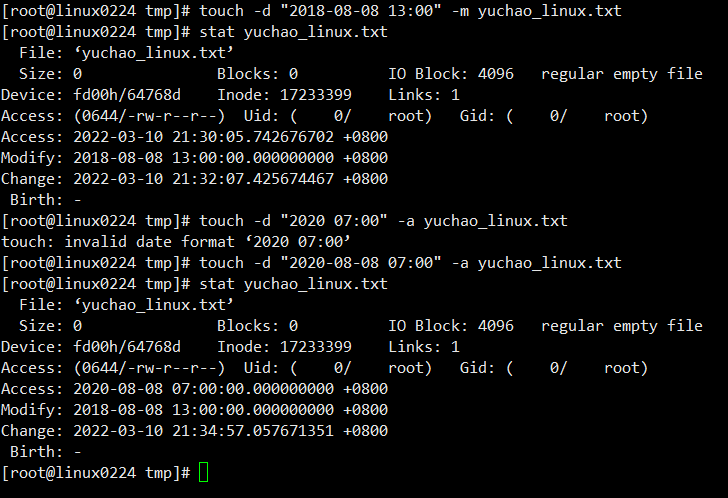 [root@linux0224 tmp]# touch -d "2018-08-08 13:00" -m yuchao_linux.txt
[root@linux0224 tmp]# stat yuchao_linux.txt
  File: ‘yuchao_linux.txt’
  Size: 0               Blocks: 0          IO Block: 4096   regular empty file
Device: fd00h/64768d    Inode: 17233399    Links: 1
Access: (0644/-rw-r--r--)  Uid: (    0/    root)   Gid: (    0/    root)
Access: 2022-03-10 21:30:05.742676702 +0800
Modify: 2018-08-08 13:00:00.000000000 +0800
Change: 2022-03-10 21:32:07.425674467 +0800
 Birth: -
[root@linux0224 tmp]# touch -d "2020 07:00" -a yuchao_linux.txt
touch: invalid date format ‘2020 07:00’
[root@linux0224 tmp]# touch -d "2020-08-08 07:00" -a yuchao_linux.txt
[root@linux0224 tmp]# stat yuchao_linux.txt
  File: ‘yuchao_linux.txt’
  Size: 0               Blocks: 0          IO Block: 4096   regular empty file
Device: fd00h/64768d    Inode: 17233399    Links: 1
Access: (0644/-rw-r--r--)  Uid: (    0/    root)   Gid: (    0/    root)
Access: 2020-08-08 07:00:00.000000000 +0800
Modify: 2018-08-08 13:00:00.000000000 +0800
Change: 2022-03-10 21:34:57.057671351 +0800
 Birth: -
[root@linux0224 tmp]#